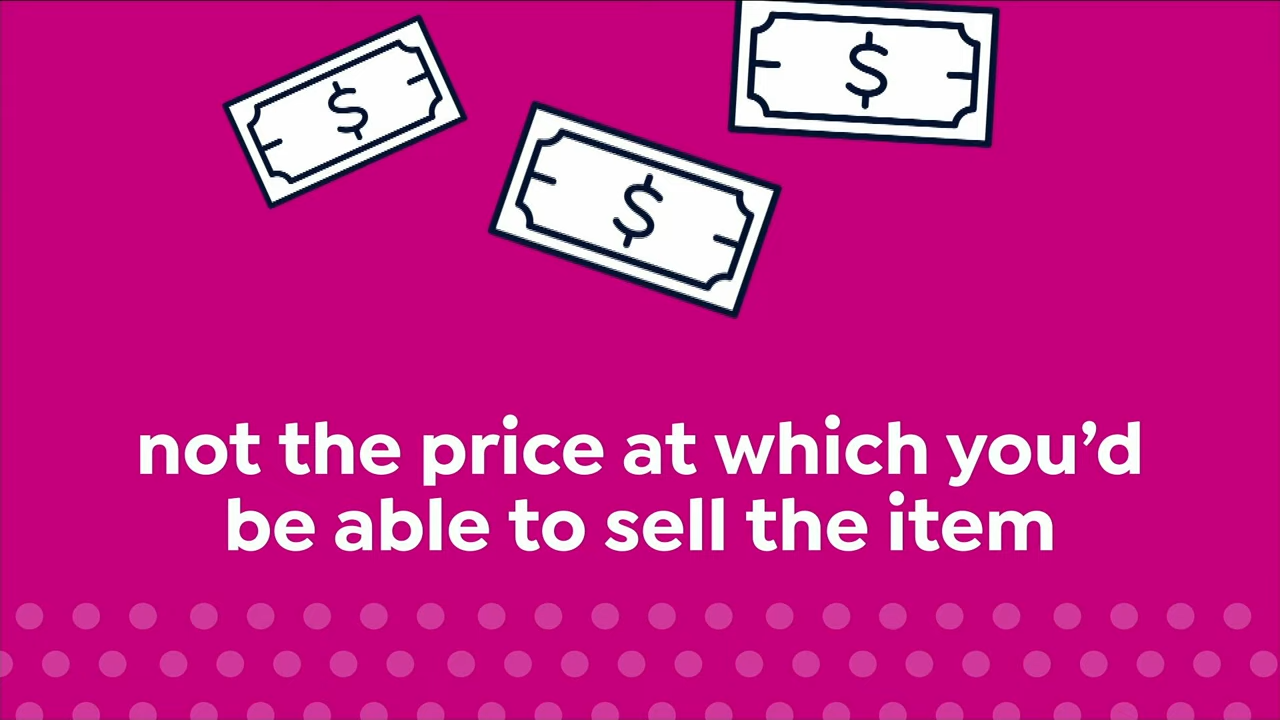 $
$
$
not the price at which you’d
be able to sell the item